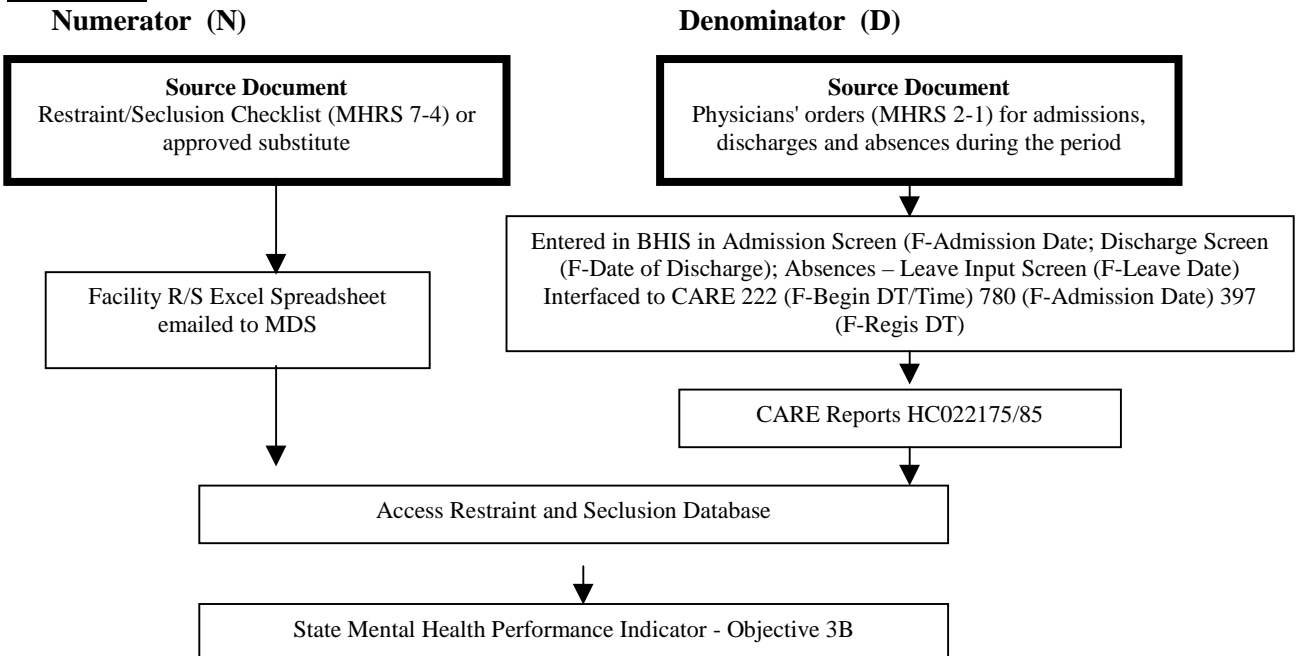 Numerator (N)
Denominator (D)
Source Document
Restraint/Seclusion Checklist (MHRS 7-4) or
approved substitute
Source Document
Physicians' orders (MHRS 2-1) for admissions,
discharges and absences during the period
Facility R/S Excel Spreadsheet
emailed to MDS
Entered in BHIS in Admission Screen (F-Admission Date; Discharge Screen
(F-Date of Discharge); Absences – Leave Input Screen (F-Leave Date)
Interfaced to CARE 222 (F-Begin DT/Time) 780 (F-Admission Date) 397
(F-Regis DT)
CARE Reports HC022175/85
Access Restraint and Seclusion Database
State Mental Health Performance Indicator - Objective 3B